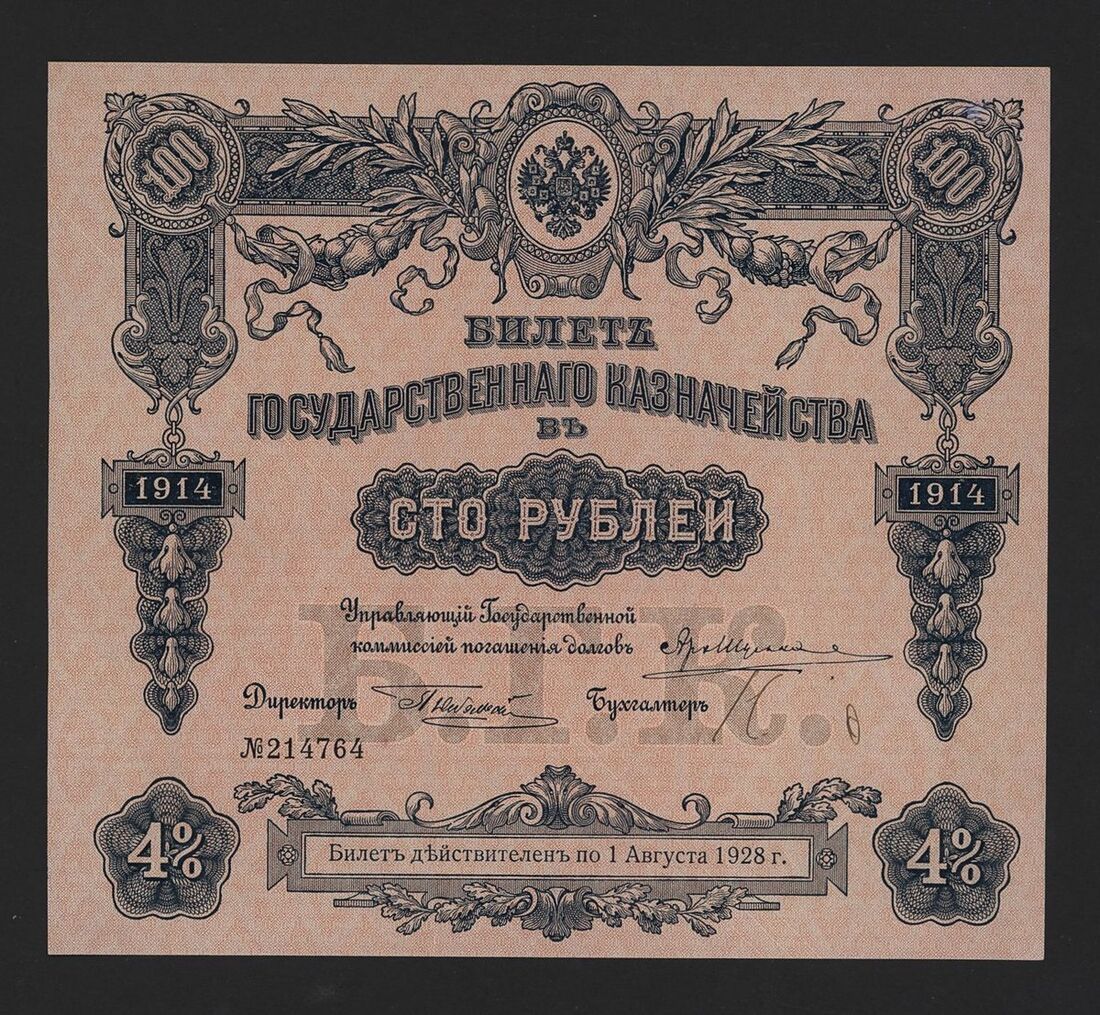 100 100
БИЛЕТЪ
ГОСУДАРСТВЕННАГО КАЗНАЧЕЙСТВА
ВЪ
1914 1914
СТО РУБЛЕЙ
Управляющій Государственной
коммиссіей погашенія долговъ
Директоръ Бухгалтеръ
Б.Г.К.
№214764
4% 4%
Билетъ дѣйствителенъ по 1 Августа 1928 г.